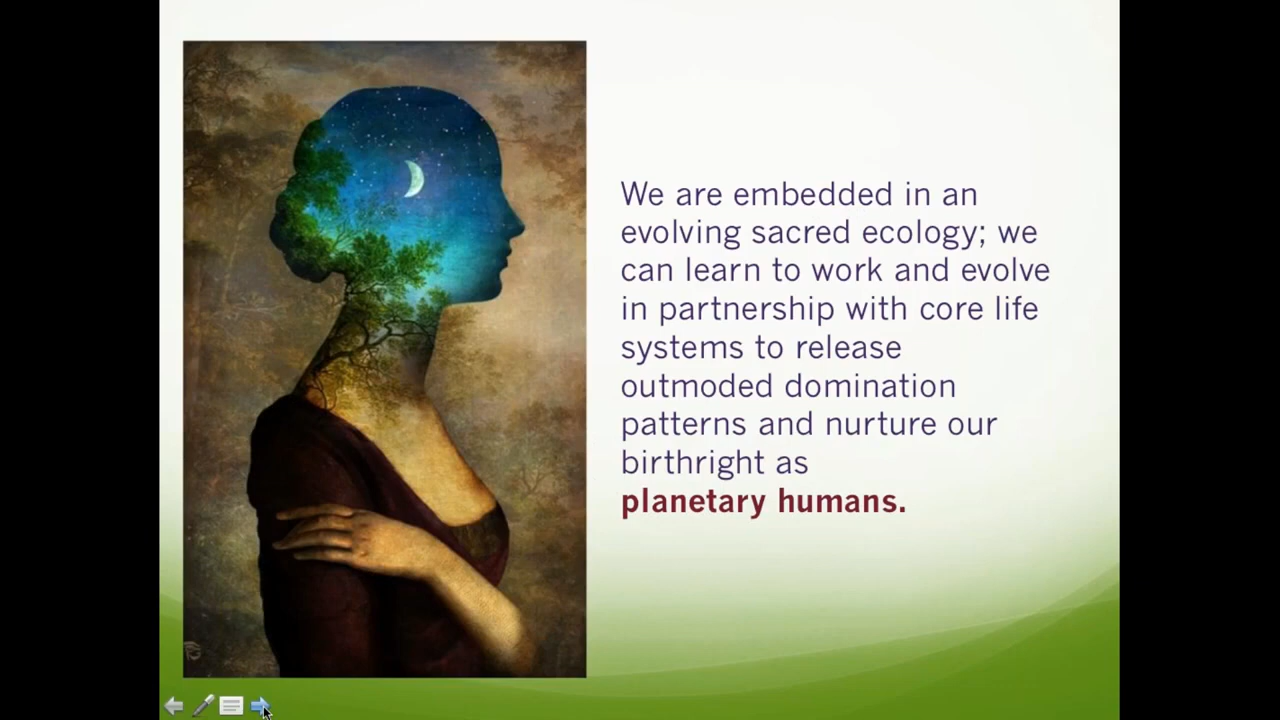 We are embedded in an
evolving sacred ecology; we
can learn to work and evolve
in partnership with core life
systems to release
outmoded domination
patterns and nurture our
birthright as
planetary humans.